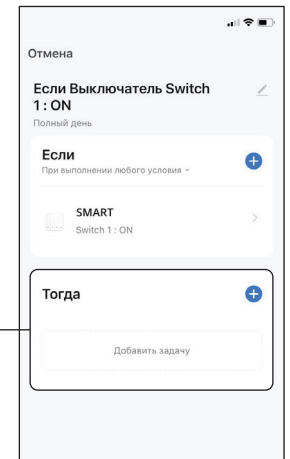 Отмена
Если Выключатель Switch
1 : ON
Полный день
Если
При выполнении любого условия
SMART
Switch 1 : ON
Тогда
Добавить задачу